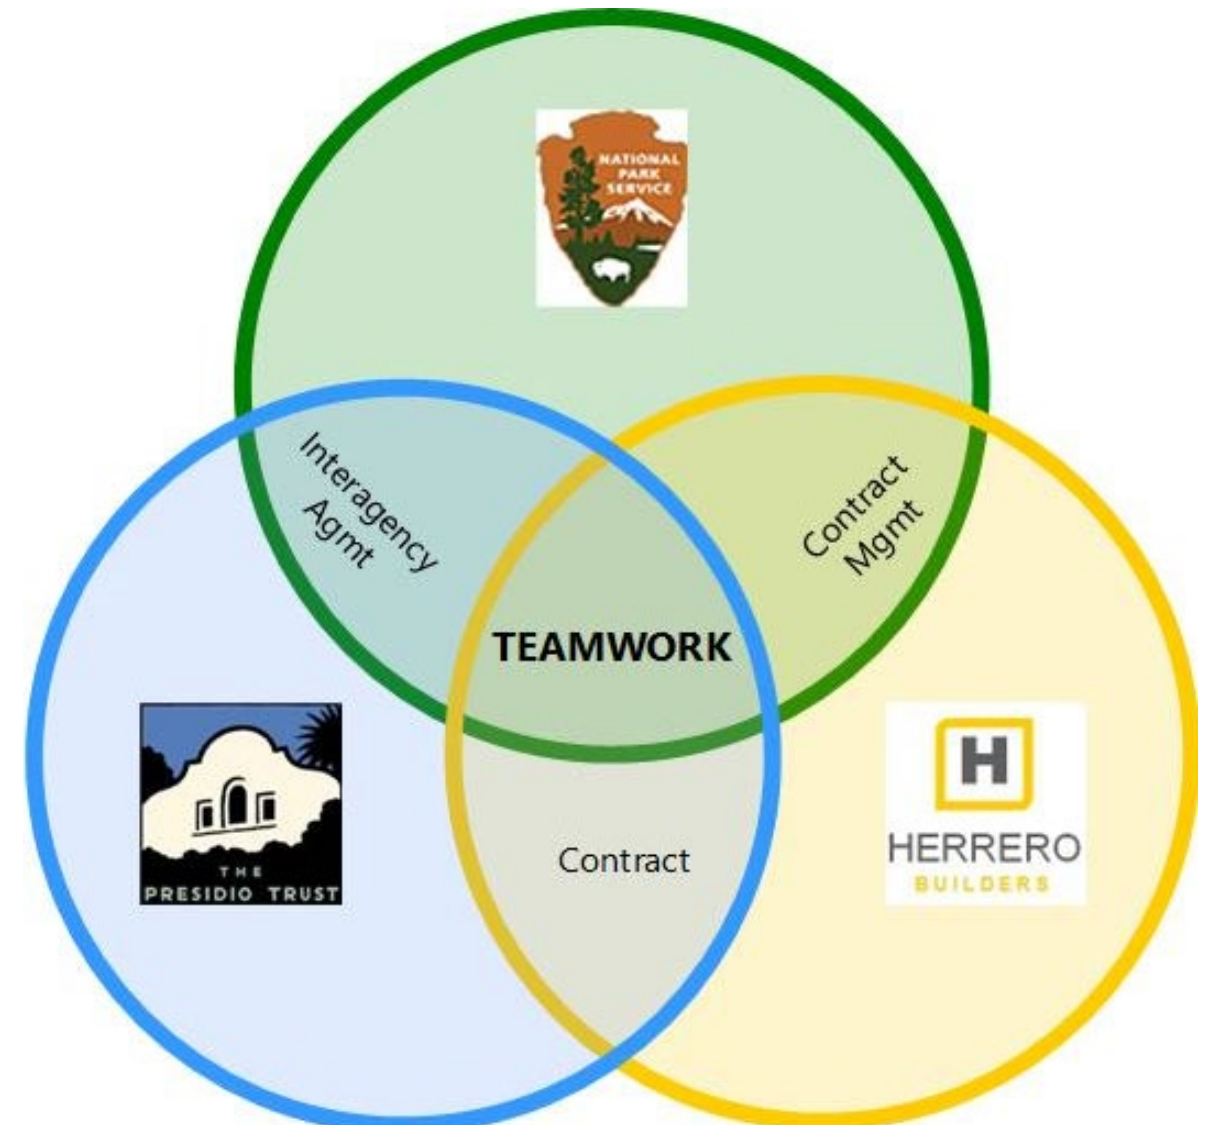 NATIONAL
PARK
SERVICE
Interagency
Agmt
Contract
Mgmt
TEAMWORK
THE
PRESIDIO TRUST
H
HERRERO
BUILDERS
Contract